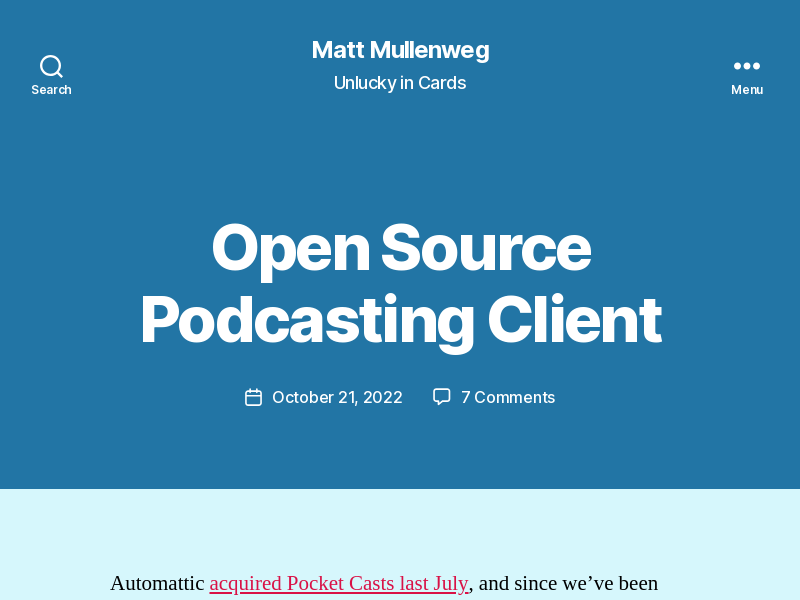 Matt Mullenweg
Unlucky in Cards
Search
Menu
Open Source
Podcasting Client
October 21, 2022
7 Comments
Automattic acquired Pocket Casts last July, and since we’ve been